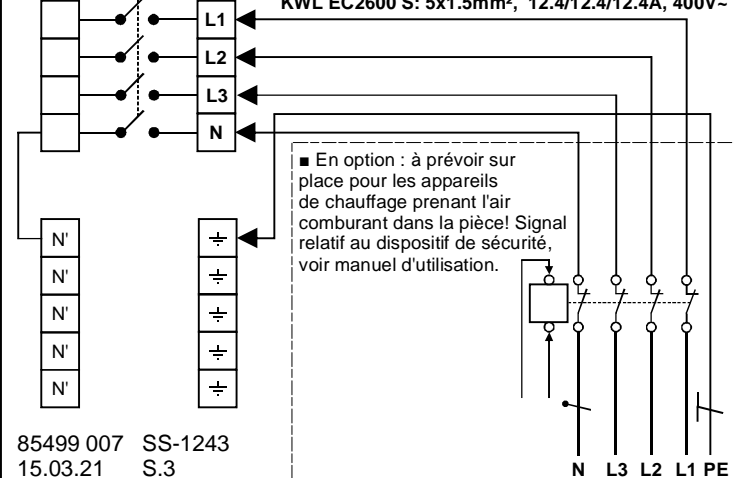 KWL EC2600 S: 5x1.5mm², 12.4/12.4/12.4A, 400V~
L1
L2
L3
N
■ En option : à prévoir sur
place pour les appareils
de chauffage prenant l'air
comburant dans la pièce! Signal
relatif au dispositif de sécurité,
voir manuel d'utilisation.
N'
N'
N'
N'
N'
85499 007 SS-1243
15.03.21 S.3
N L3 L2 L1 PE